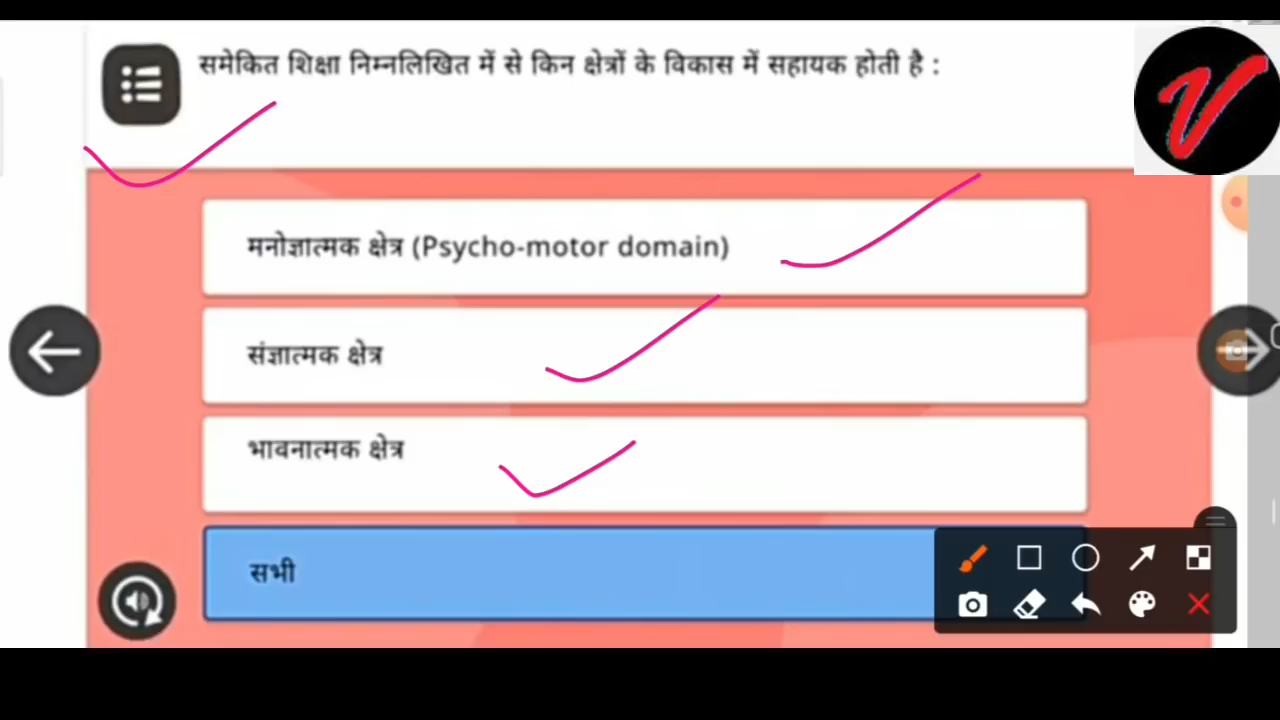 समेकित शिक्षा निम्नलिखित में से किन क्षेत्रों के विकास में सहायक होती है :
मनोज्ञात्मक क्षेत्र (Psycho-motor domain)
संज्ञात्मक क्षेत्र
भावनात्मक क्षेत्र
सभी